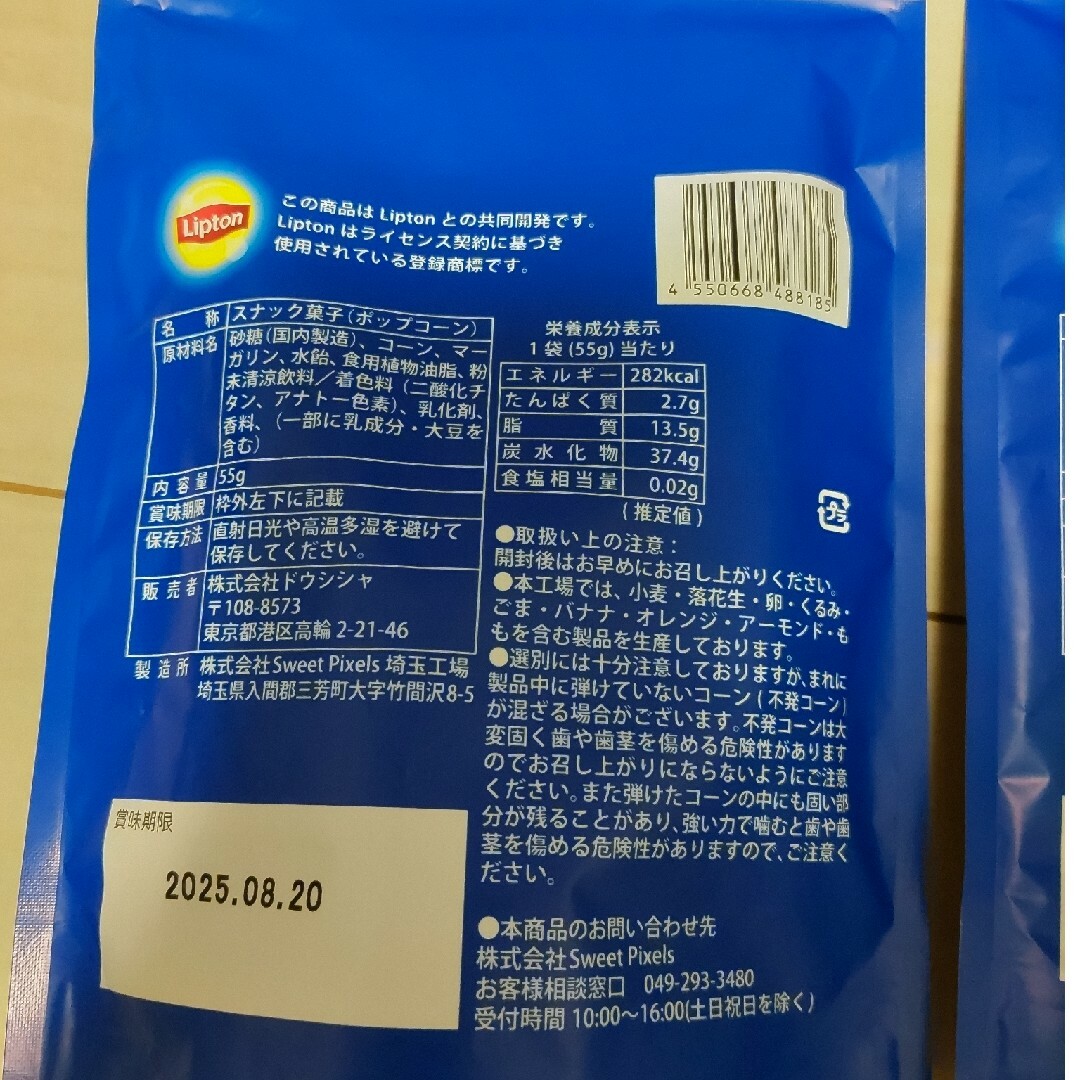 Lipton
この商品は Lipton との共同開発です。
Lipton はライセンス契約に基づき
使用されている登録商標です。
4 550668 488185
名称 スナック菓子(ポップコーン)
原材料名 砂糖(国内製造)、コーン、マー
ガリン、水飴、食用植物油脂、粉
末清涼飲料／着色料(二酸化チ
タン、アナトー色素)、乳化剤、
香料、(一部に乳成分・大豆を
含む)
内容量 55g
賞味期限 枠外左下に記載
保存方法 直射日光や高温多湿を避けて
保存してください。
販売者 株式会社ドウシシャ
〒108-8573
東京都港区高輪 2-21-46
製造所 株式会社Sweet Pixels 埼玉工場
埼玉県入間郡三芳町大字竹間沢8-5
賞味期限
2025.08.20
栄養成分表示
1 袋 (55g) 当たり
エネルギー 282kcal
たんぱく質 2.7g
脂質 13.5g
炭水化物 37.4g
食塩相当量 0.02g
(推定値)
プラ
●取扱い上の注意：
開封後はお早めにお召し上がりください。
●本工場では、小麦・落花生・卵・くるみ・
ごま・バナナ・オレンジ・アーモンド・も
もを含む製品を生産しております。
●選別には十分注意しておりますが、まれに
製品中に弾けていないコーン(不発コーン)
が混ざる場合がございます。不発コーンは大
変固く歯や歯茎を傷める危険性があります
のでお召し上がりにならないようにご注意
ください。また弾けたコーンの中にも固い部
分が残ることがあり、強い力で噛むと歯や歯
茎を傷める危険性がありますので、ご注意く
ださい。
●本商品のお問い合わせ先
株式会社Sweet Pixels
お客様相談窓口 049-293-3480
受付時間 10:00～16:00(土日祝日を除く)